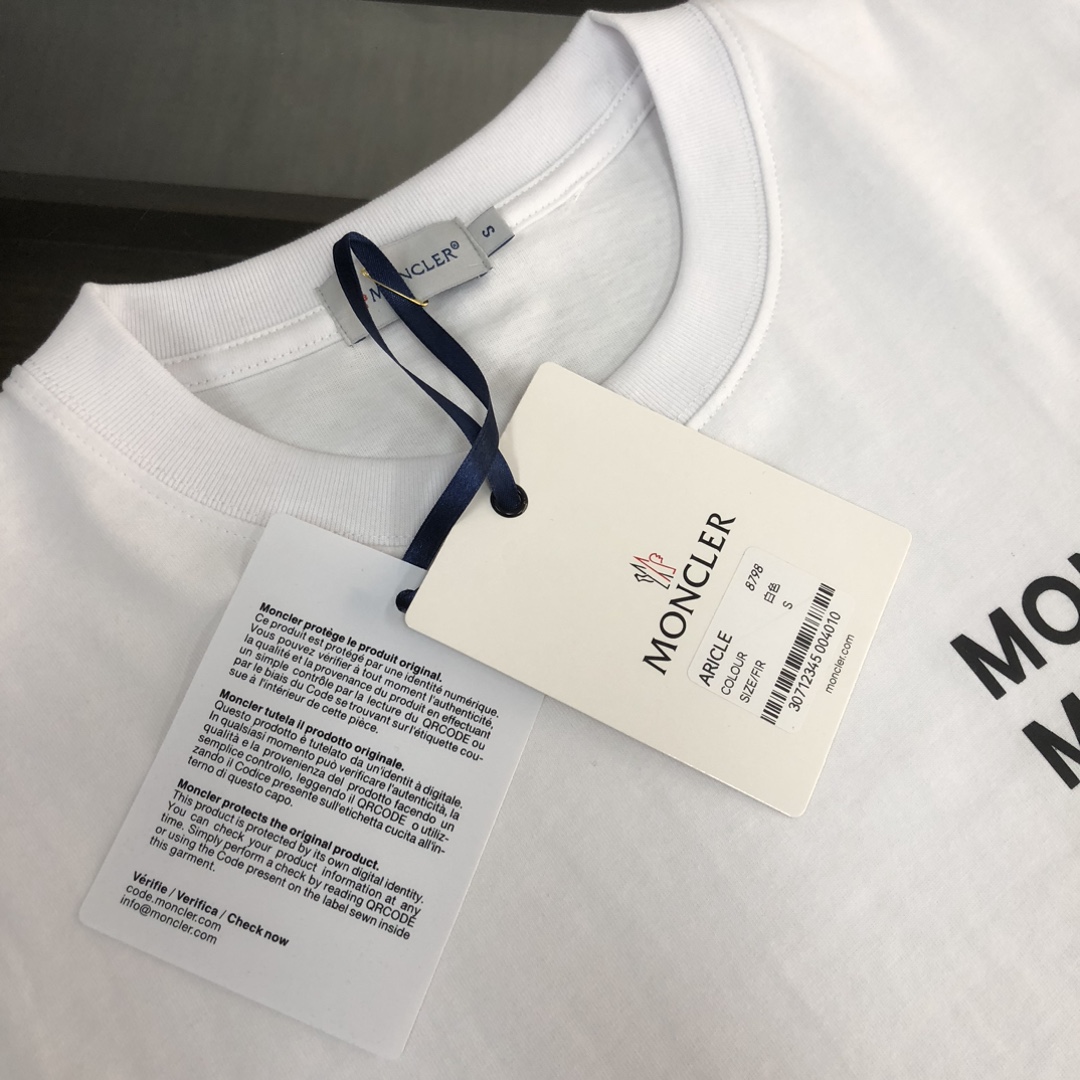 MONCLER®
S
MONCLER
ARICLE 8798
COLOUR 白色
SIZE/FIR S
30712345 004010
moncler.com
Moncler protège le produit original.
Ce produit est protégé par une identité numérique.
Vous pouvez vérifier à tout moment l'authenticité,
la qualité et la provenance du produit en effectuant
un simple contrôle par la lecture du QRCODE ou
par le biais du Code se trouvant sur l'étiquette cou-
sue à l'intérieur de cette pièce.
Moncler tutela il prodotto originale.
Questo prodotto è tutelato da un'identit à digitale.
In qualsiasi momento può verificare l'autenticità, la
qualità e la provenienza del prodotto facendo un
semplice controllo, leggendo il QRCODE o utiliz-
zando il Codice presente sull'etichetta cucita all'in-
terno di questo capo.
Moncler protects the original product.
This product is protected by its own digital identity.
You can check your product information at any
time. Simply perform a check by reading QRCODE
or using the Code present on the label sewn inside
this garment.
Vérifie / Verifica / Check now
code.moncler.com
info@moncler.com